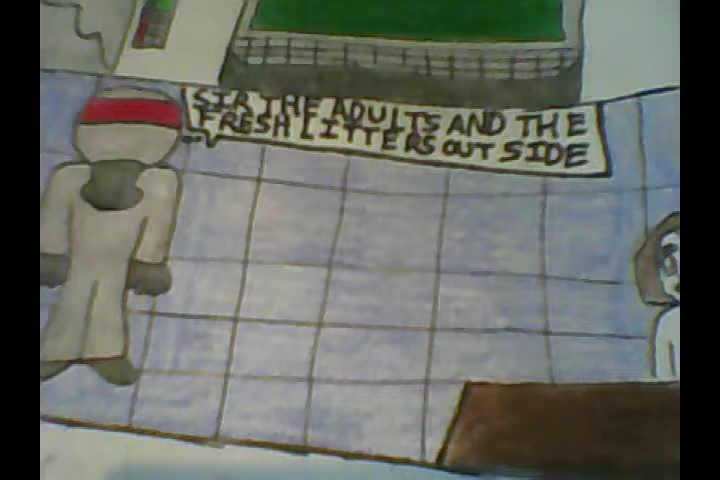 SIR THE ADULTS AND THE
FRESH LITTERS OUT SIDE